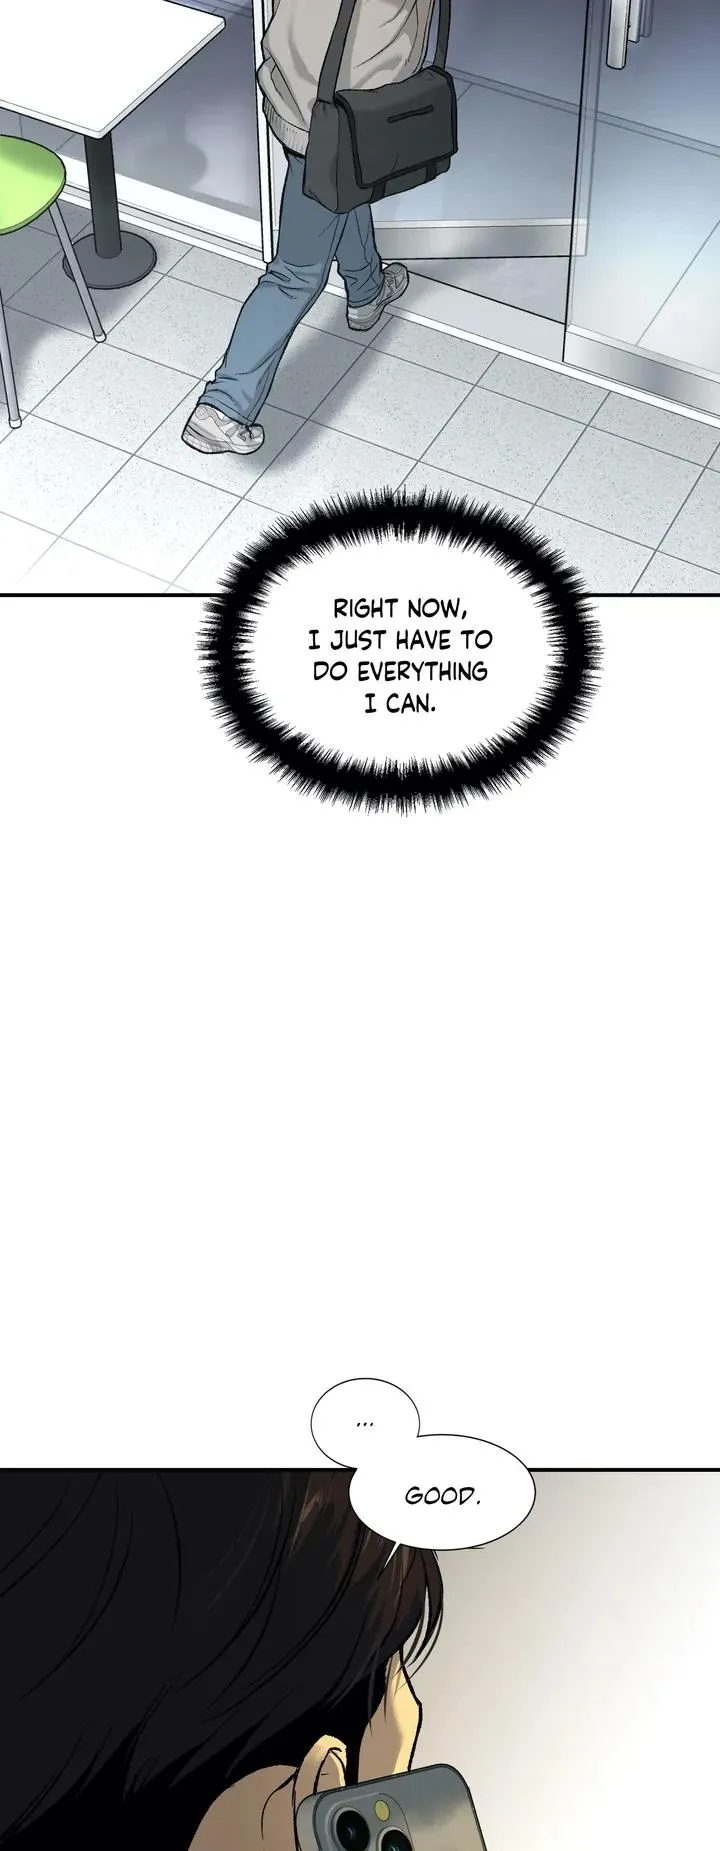 RIGHT NOW,
I JUST HAVE TO
DO EVERYTHING
I CAN.
...
GOOD.